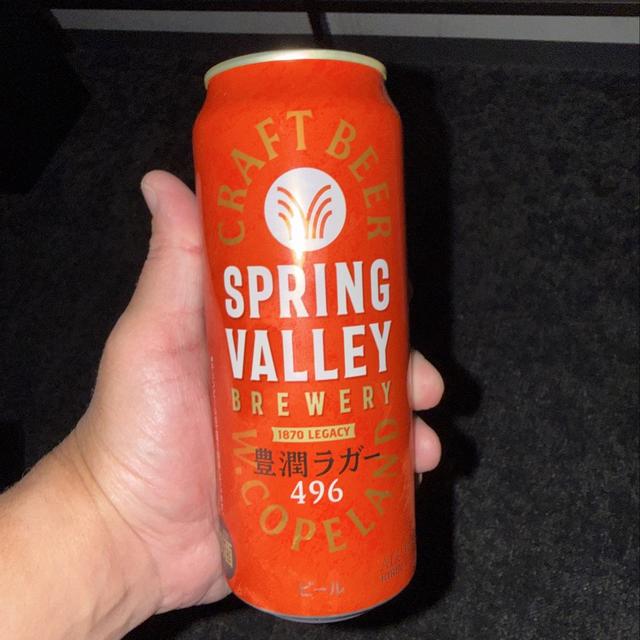 CRAFT BEER
SPRING
VALLEY
BREWERY
1870 LEGACY
豊潤ラガー
496
W.COPELAND
ビール